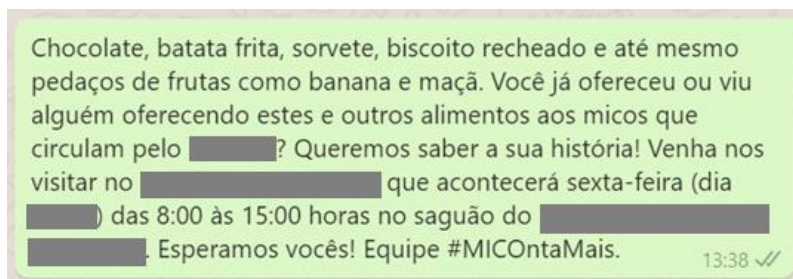 Chocolate, batata frita, sorvete, biscoito recheado e até mesmo
pedaços de frutas como banana e maçã. Você já ofereceu ou viu
alguém oferecendo estes e outros alimentos aos micos que
circulam pelo ? Queremos saber a sua história! Venha nos
visitar no que acontecerá sexta-feira (dia
) das 8:00 às 15:00 horas no saguão do
. Esperamos vocês! Equipe #MICOntaMais.
13:38